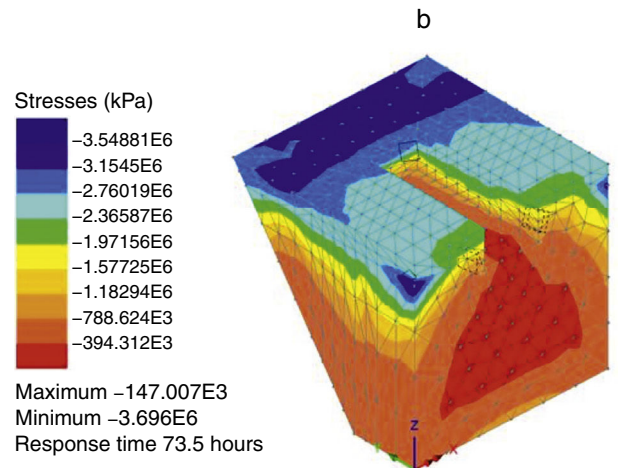 b
Stresses (kPa)
−3.54881E6
−3.1545E6
−2.76019E6
−2.36587E6
−1.97156E6
−1.57725E6
−1.18294E6
−788.624E3
−394.312E3
Maximum −147.007E3
Minimum −3.696E6
Response time 73.5 hours
Z
X